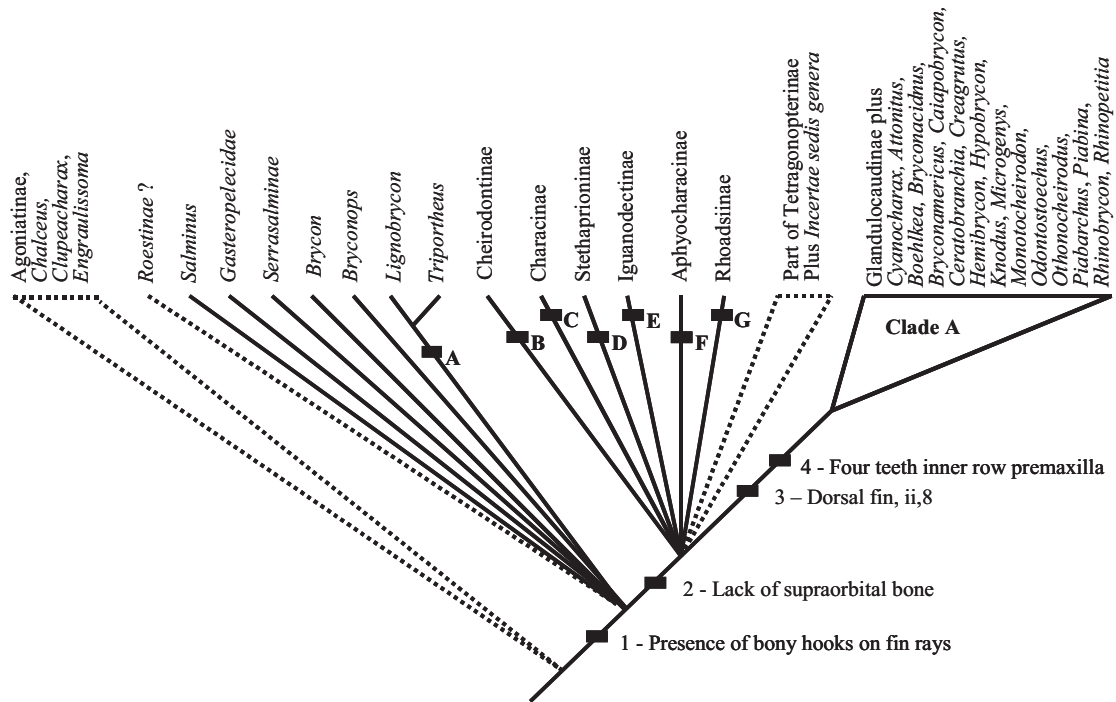 Agoniatinae,
Chalceus,
Clupeacharax,
Engraulissoma
Roestinae ?
Salminus
Gasteropelecidae
Serrasalminae
Brycon
Bryconops
Lignobrycon
Triportheus
Cheirodontinae
Characinae
Stethaprioninae
Iguanodectinae
Aphyocharacinae
Rhoadsiinae
Part of Tetragonopterinae
Plus Incertae sedis genera
Glandulocaudinae plus
Cyanocharax, Attonitus,
Boehlkea, Bryconacidnus,
Bryconamericus, Caiapobrycon,
Ceratobranchia, Creagrutus,
Hemibrycon, Hypobrycon,
Knodus, Microgenys,
Monotocheirodon,
Odontostoechus,
Othonocheirodus,
Piabarchus, Piabina,
Rhinobrycon, Rhinopetitia
Clade A
A
B
C
D
E
F
G
4 - Four teeth inner row premaxilla
3 – Dorsal fin, ii,8
2 - Lack of supraorbital bone
1 - Presence of bony hooks on fin rays